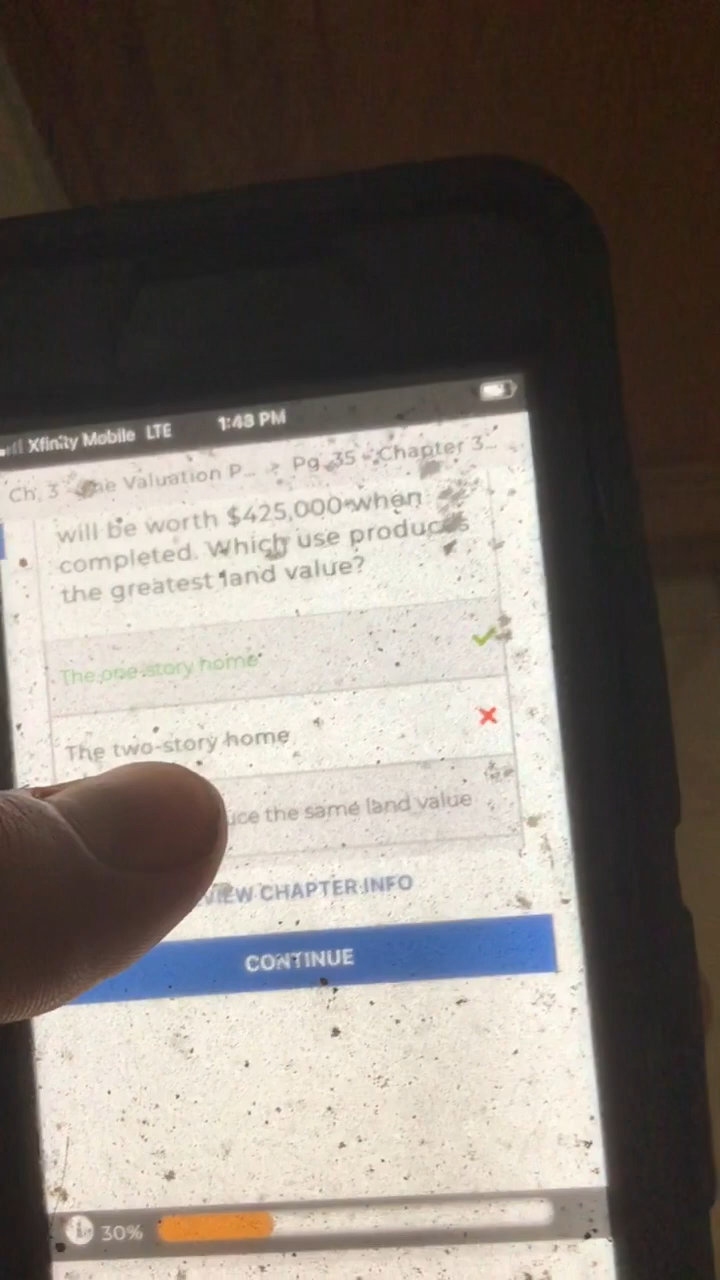 Xfinity Mobile LTE 1:43 PM
Ch. 3 Valuation P... > Pg. 35 - Chapter 3...
will be worth $425,000 when
completed. Which use produces
the greatest land value?
The one-story home
The two-story home
the same land value
VIEW CHAPTER INFO
CONTINUE
30%